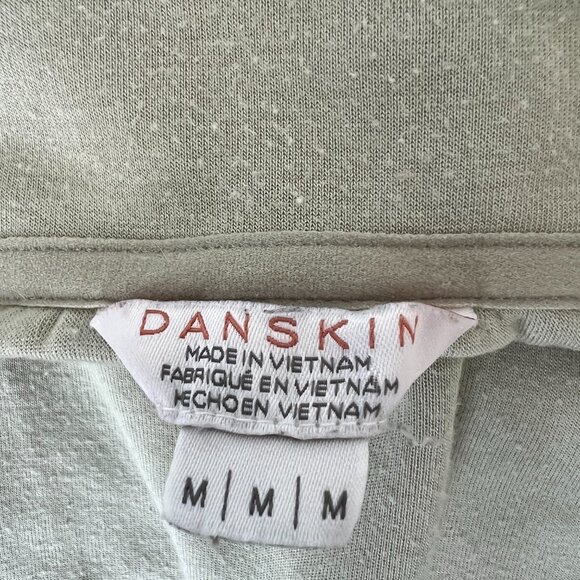 DANSKIN
MADE IN VIETNAM
FABRIQUÉ EN VIETNAM
HECHO EN VIETNAM
M | M | M